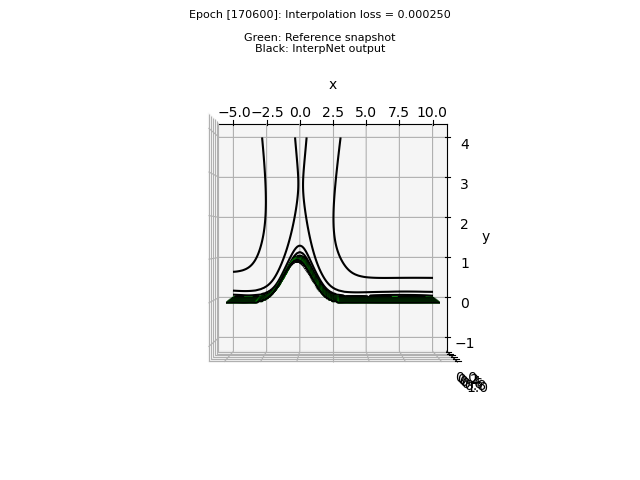 Epoch [170600]: Interpolation loss = 0.000250
Green: Reference snapshot
Black: InterpNet output
x
−5.0 −2.5 0.0 2.5 5.0 7.5 10.0
4
3
2
y
1
0
−1